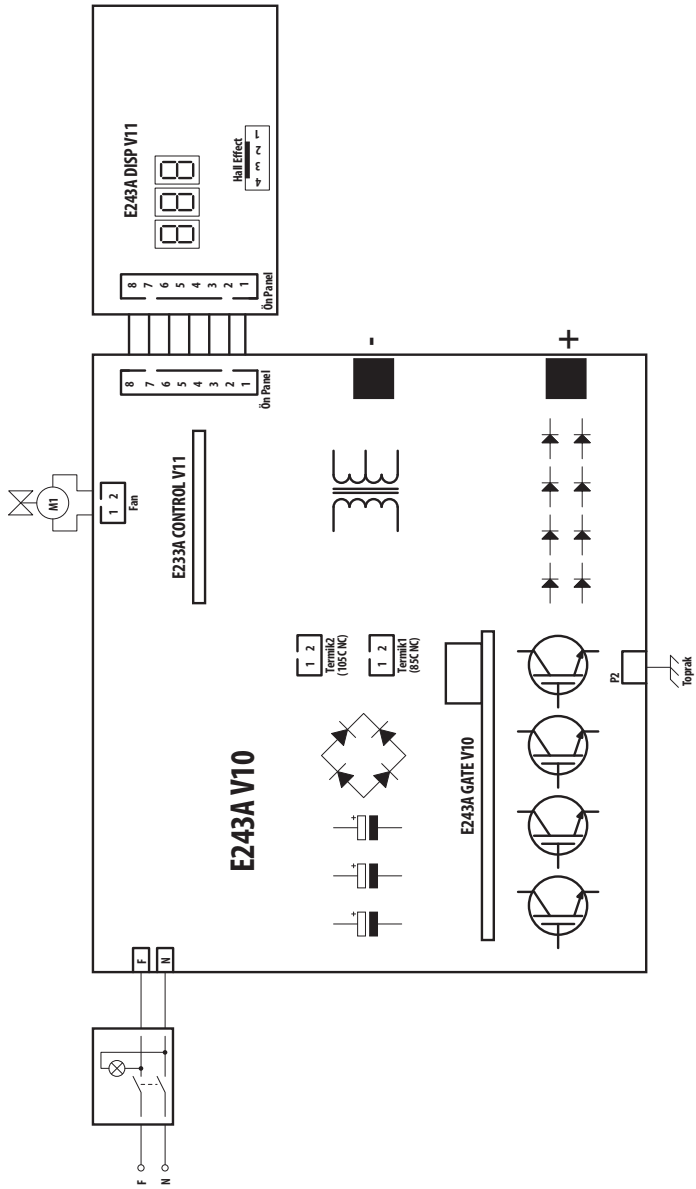 M1
1 2
Fan
F
F
N
N
8
7
6
5
4
3
2
1
Ön Panel
8
7
6
5
4
3
2
1
Ön Panel
E243A DISP V11
888
Hall Effect
4 3 2 1
E233A CONTROL V11
E243A V10
1 2
Termik2
(105C NC)
1 2
Termik1
(85C NC)
+
+
+
-
E243A GATE V10
+
P2
Toprak